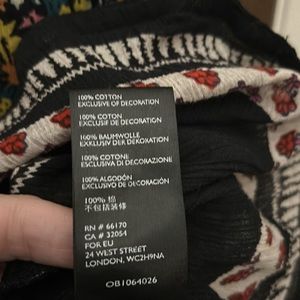 100% COTTON
EXCLUSIVE OF DECORATION
100% COTON
EXCLUSIF DE DECORATION
100% BAUMWOLLE
EXKLUSIV DER DEKORATION
100% COTONE
ESCLUSIVA DI DECORAZIONE
100% ALGODÓN
EXCLUSIVO DE DECORACIÓN
100% 棉
不包括装修
RN # 66170
CA # 32054
FOR EU
24 WEST STREET
LONDON, WC2H9NA
OB1064026